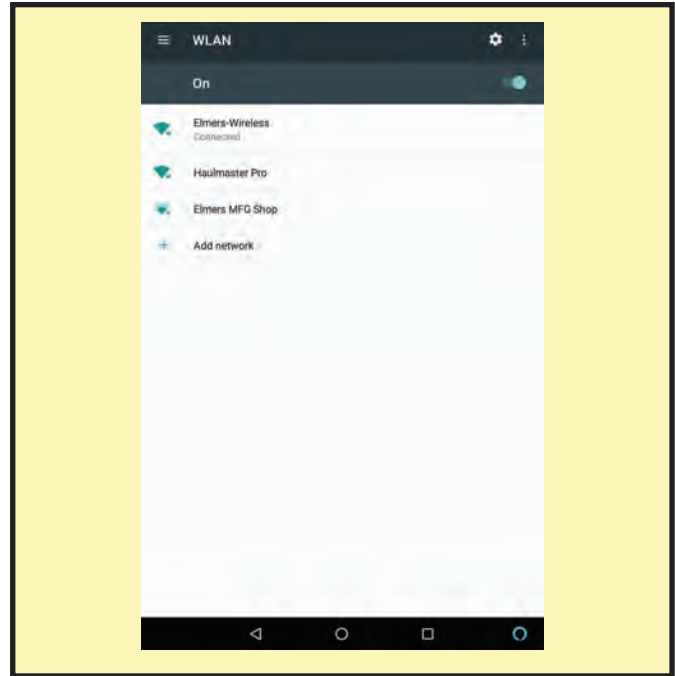 WLAN
On
Elmers-Wireless
Connected
Haulmaster Pro
Elmers MFG Shop
Add network